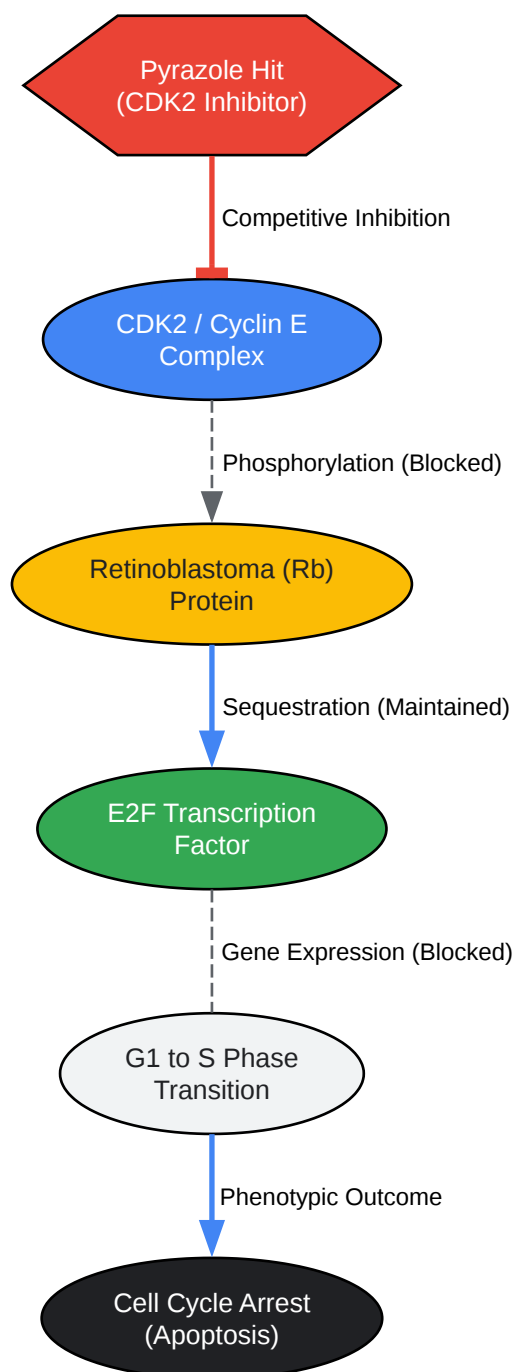 Pyrazole Hit
(CDK2 Inhibitor)
Competitive Inhibition
CDK2 / Cyclin E
Complex
Phosphorylation (Blocked)
Retinoblastoma (Rb)
Protein
Sequestration (Maintained)
E2F Transcription
Factor
Gene Expression (Blocked)
G1 to S Phase
Transition
Phenotypic Outcome
Cell Cycle Arrest
(Apoptosis)